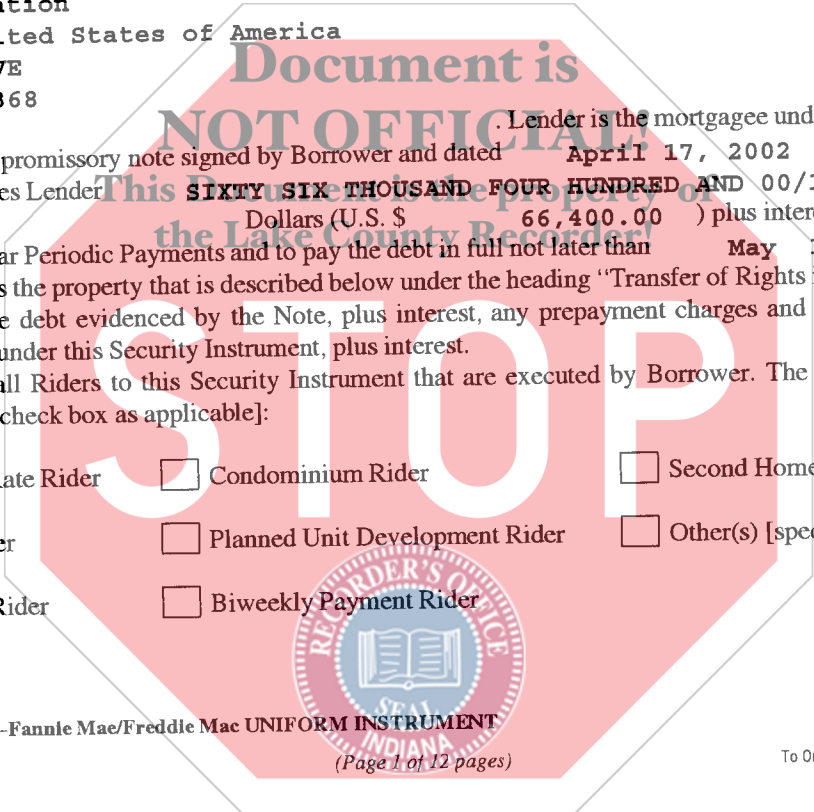 ation
ted States of America
7E
368
Document is
NOT OFFICIAL!
This Document is the property of
the Lake County Recorder!
. Lender is the mortgagee und
promissory note signed by Borrower and dated April 17, 2002
es Lender SIXTY SIX THOUSAND FOUR HUNDRED AND 00/1
Dollars (U.S. $ 66,400.00 ) plus intere
ar Periodic Payments and to pay the debt in full not later than May 1
s the property that is described below under the heading "Transfer of Rights i
e debt evidenced by the Note, plus interest, any prepayment charges and
under this Security Instrument, plus interest.
all Riders to this Security Instrument that are executed by Borrower. The
check box as applicable]:
STOP
ate Rider Condominium Rider Second Home
er Planned Unit Development Rider Other(s) [spec
Rider Biweekly Payment Rider
RECORDER'S OFFICE
SEAL
INDIANA
-Fannie Mae/Freddie Mac UNIFORM INSTRUMENT
(Page 1 of 12 pages)
To Or